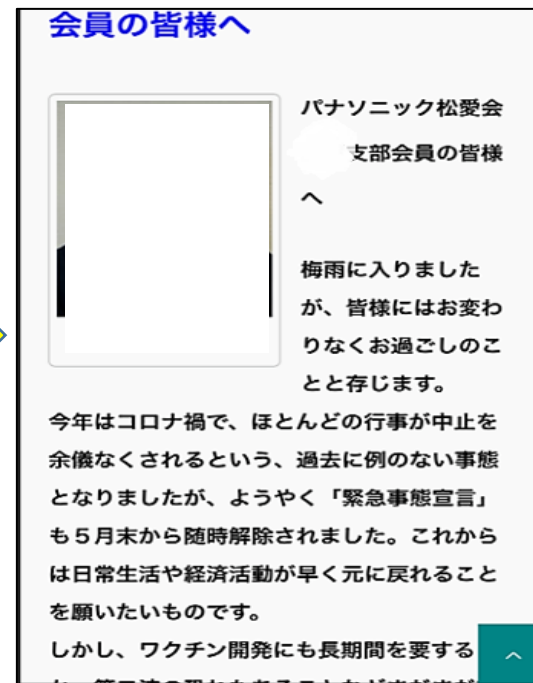 会員の皆様へ
パナソニック松愛会
支部会員の皆様
へ
梅雨に入りました
が、皆様にはお変わ
りなくお過ごしのこ
とと存じます。
今年はコロナ禍で、ほとんどの行事が中止を
余儀なくされるという、過去に例のない事態
となりましたが、ようやく「緊急事態宣言」
も５月末から随時解除されました。これから
は日常生活や経済活動が早く元に戻れること
を願いたいものです。
しかし、ワクチン開発にも長期間を要する